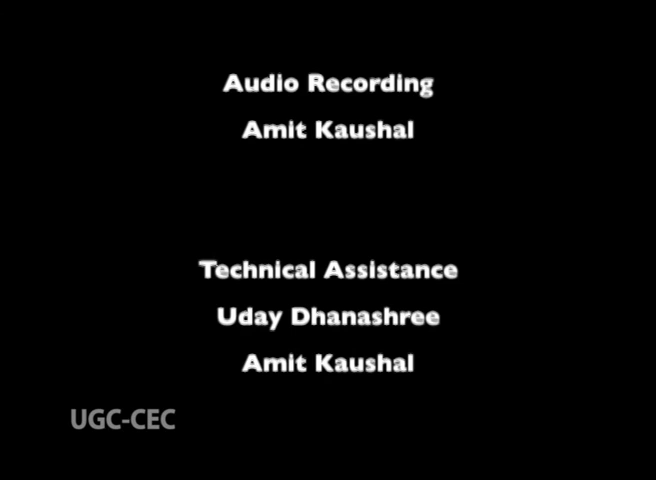 Audio Recording
Amit Kaushal
Technical Assistance
Uday Dhanashree
Amit Kaushal
UGC-CEC